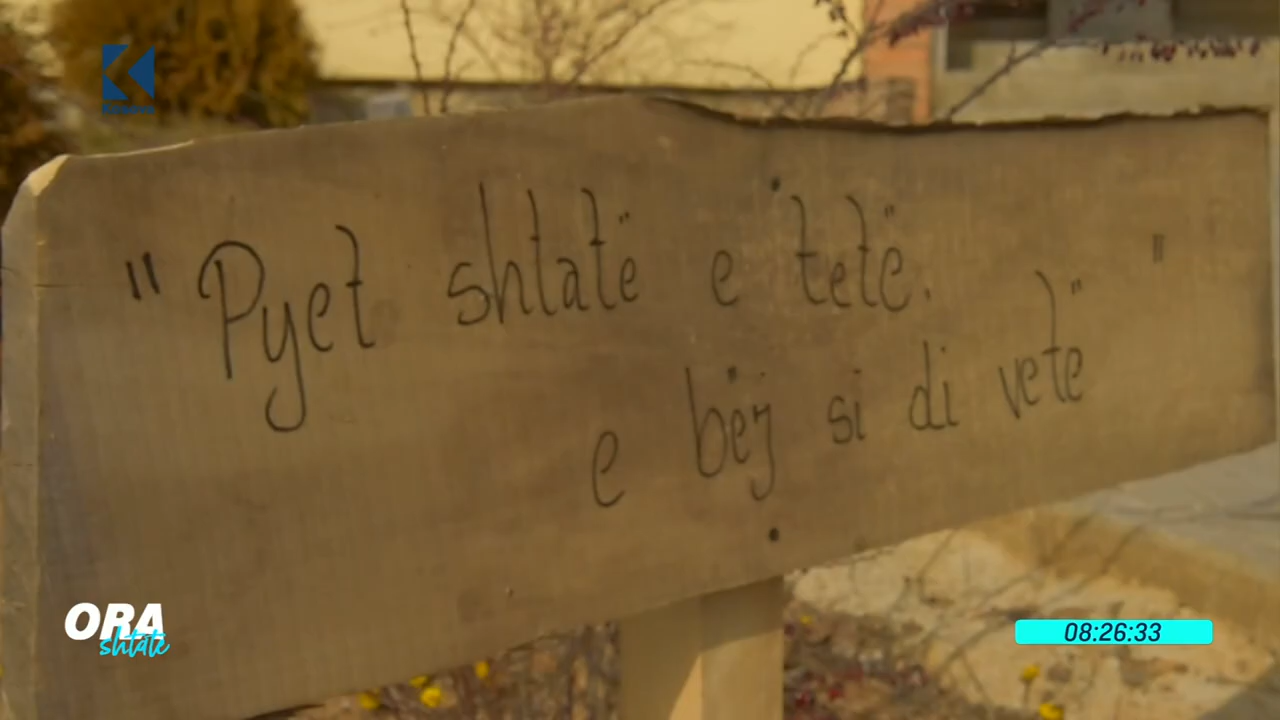 "Pyet shtatë e tetë.
e bëj si di vetë"
ORA
shtatë
08:26:33